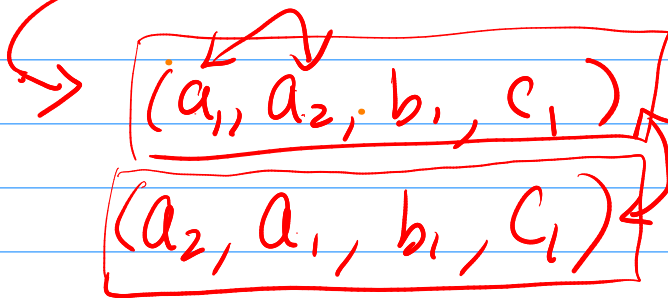 (a₁, a₂, b₁, c₁)
(a₂, a₁, b₁, c₁)